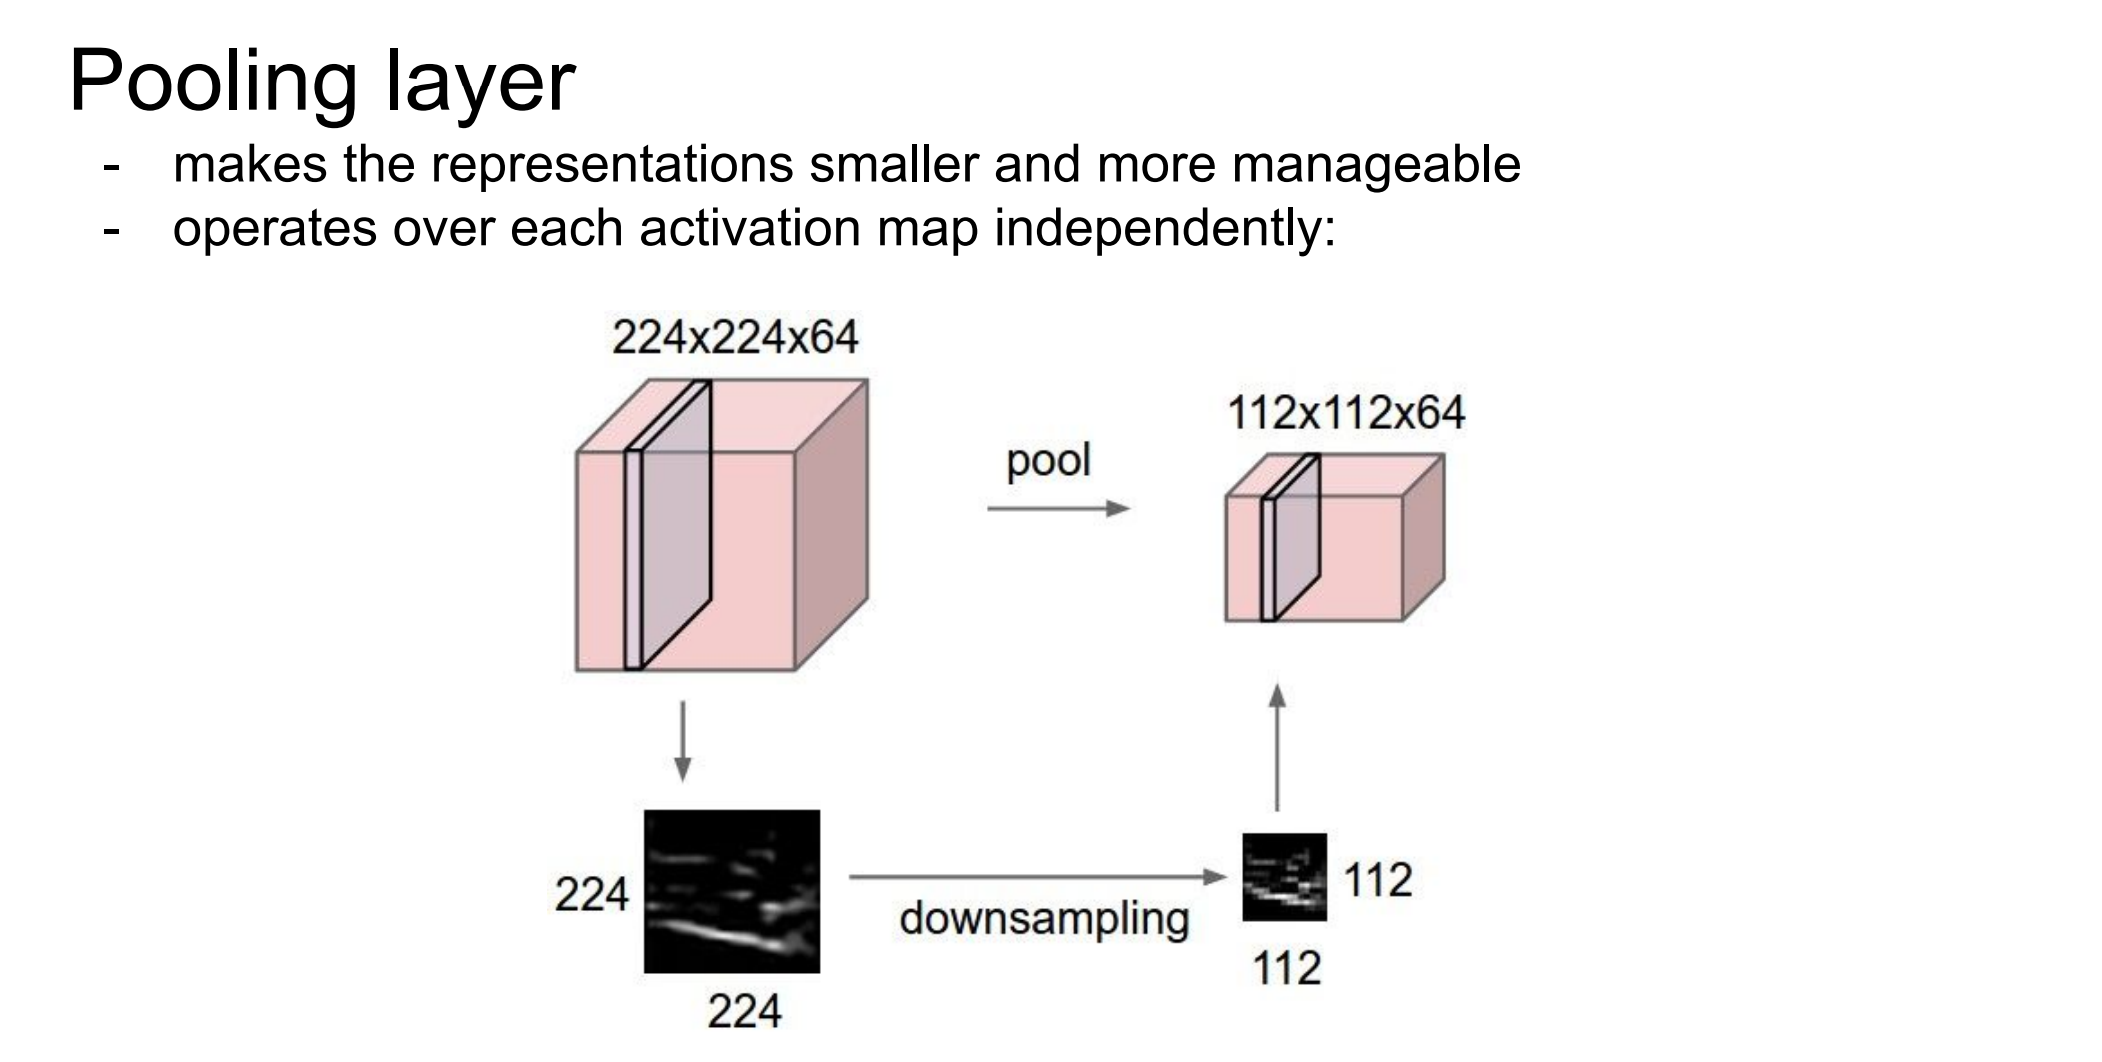 Pooling layer
- makes the representations smaller and more manageable
- operates over each activation map independently:
224x224x64
112x112x64
pool
224
112
downsampling
112
224